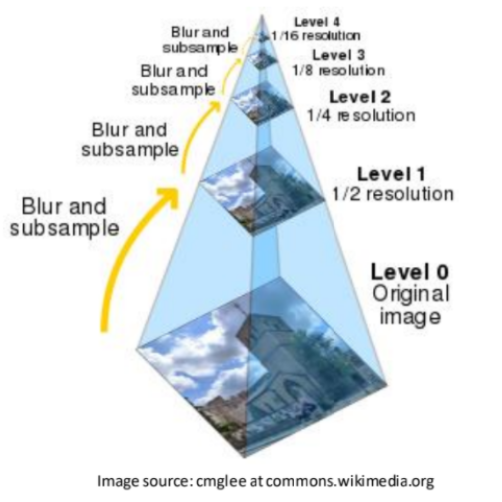 Blur and
subsample
Level 4
1/16 resolution
Blur and
subsample
Level 3
1/8 resolution
Blur and
subsample
Level 2
1/4 resolution
Blur and
subsample
Level 1
1/2 resolution
Level 0
Original
image
Image source: cmglee at commons.wikimedia.org